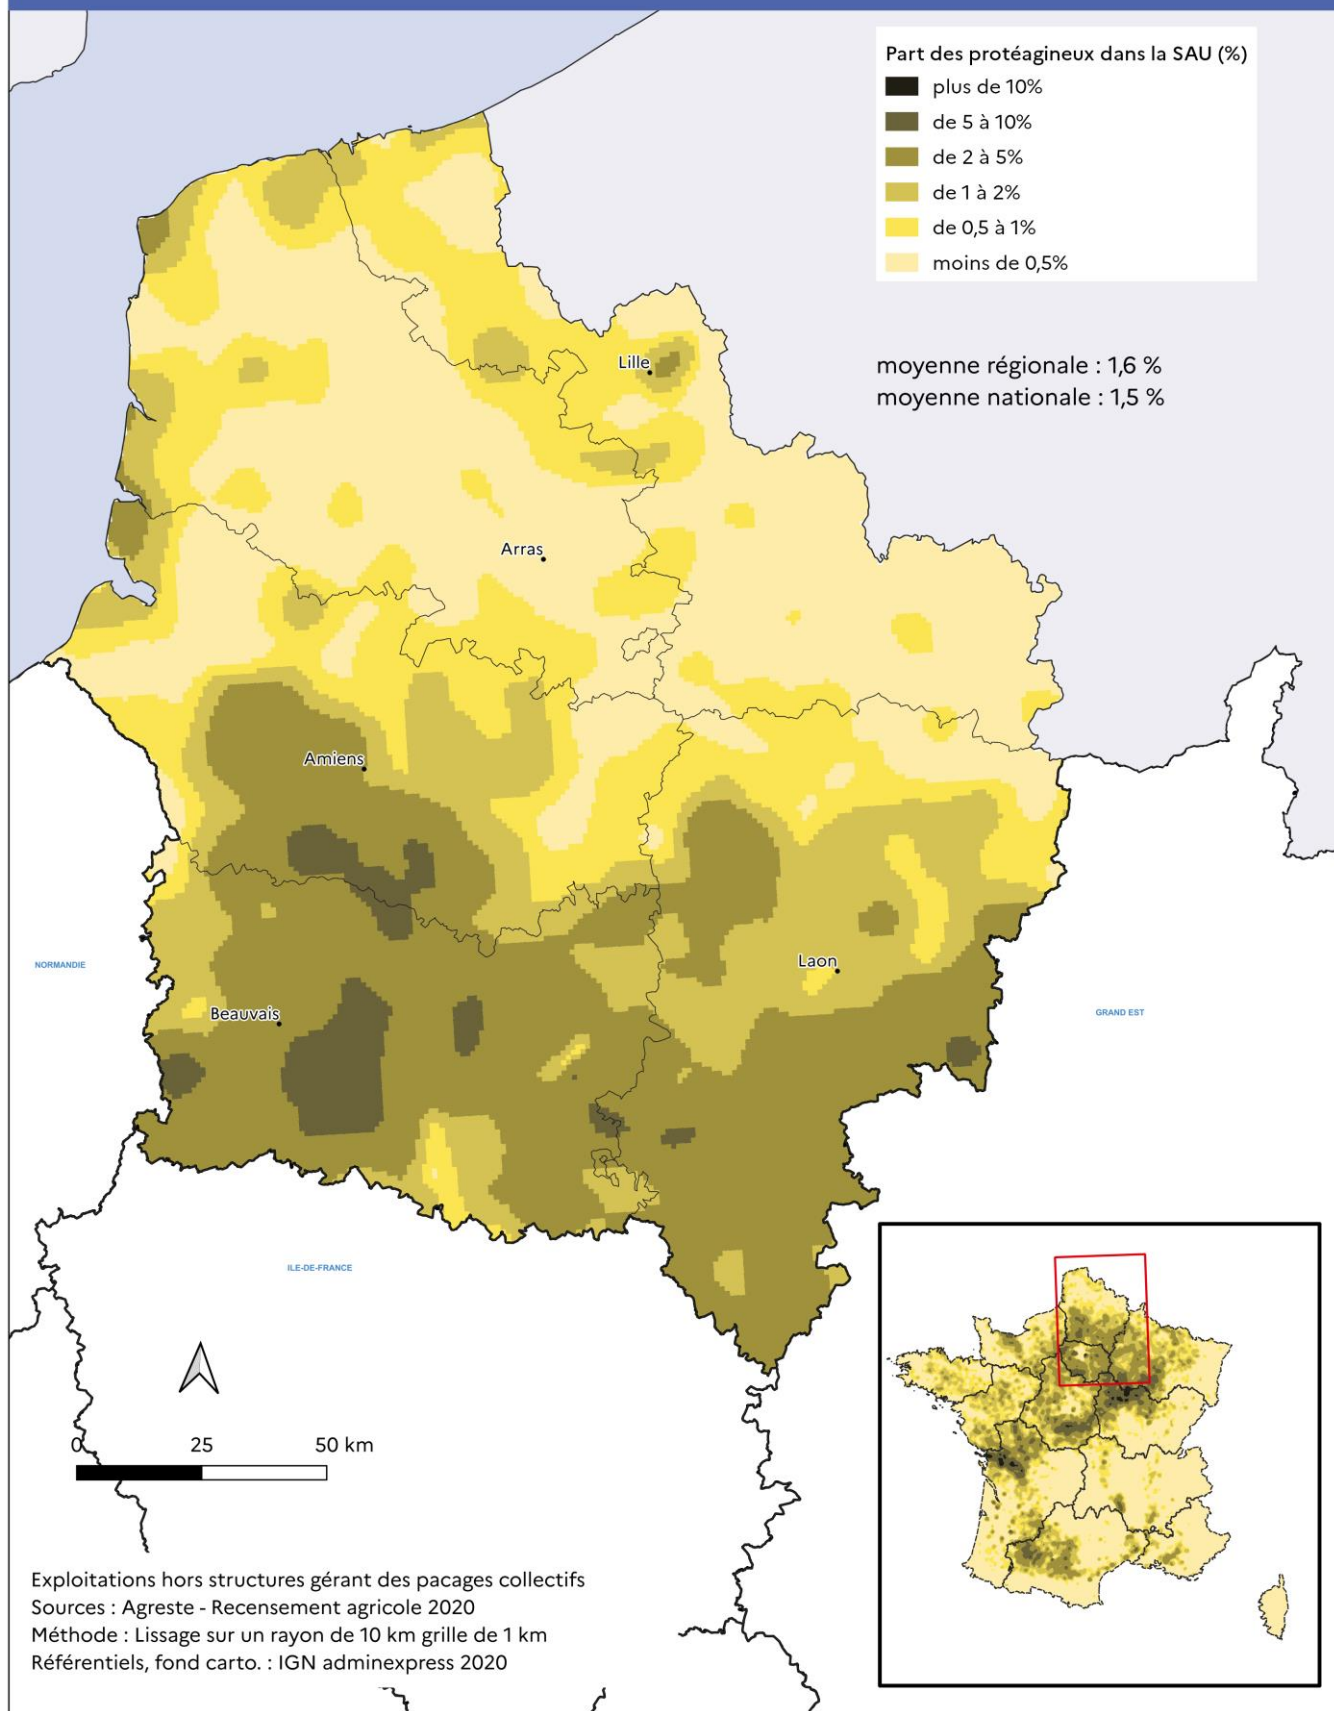 Part des protéagineux dans la SAU (%)
plus de 10%
de 5 à 10%
de 2 à 5%
de 1 à 2%
de 0,5 à 1%
moins de 0,5%
moyenne régionale : 1,6 %
moyenne nationale : 1,5 %
Lille
Arras
Amiens
Laon
Beauvais
NORMANDIE
GRAND EST
ILE-DE-FRANCE
0 25 50 km
Exploitations hors structures gérant des pacages collectifs
Sources : Agreste - Recensement agricole 2020
Méthode : Lissage sur un rayon de 10 km grille de 1 km
Référentiels, fond carto. : IGN adminexpress 2020